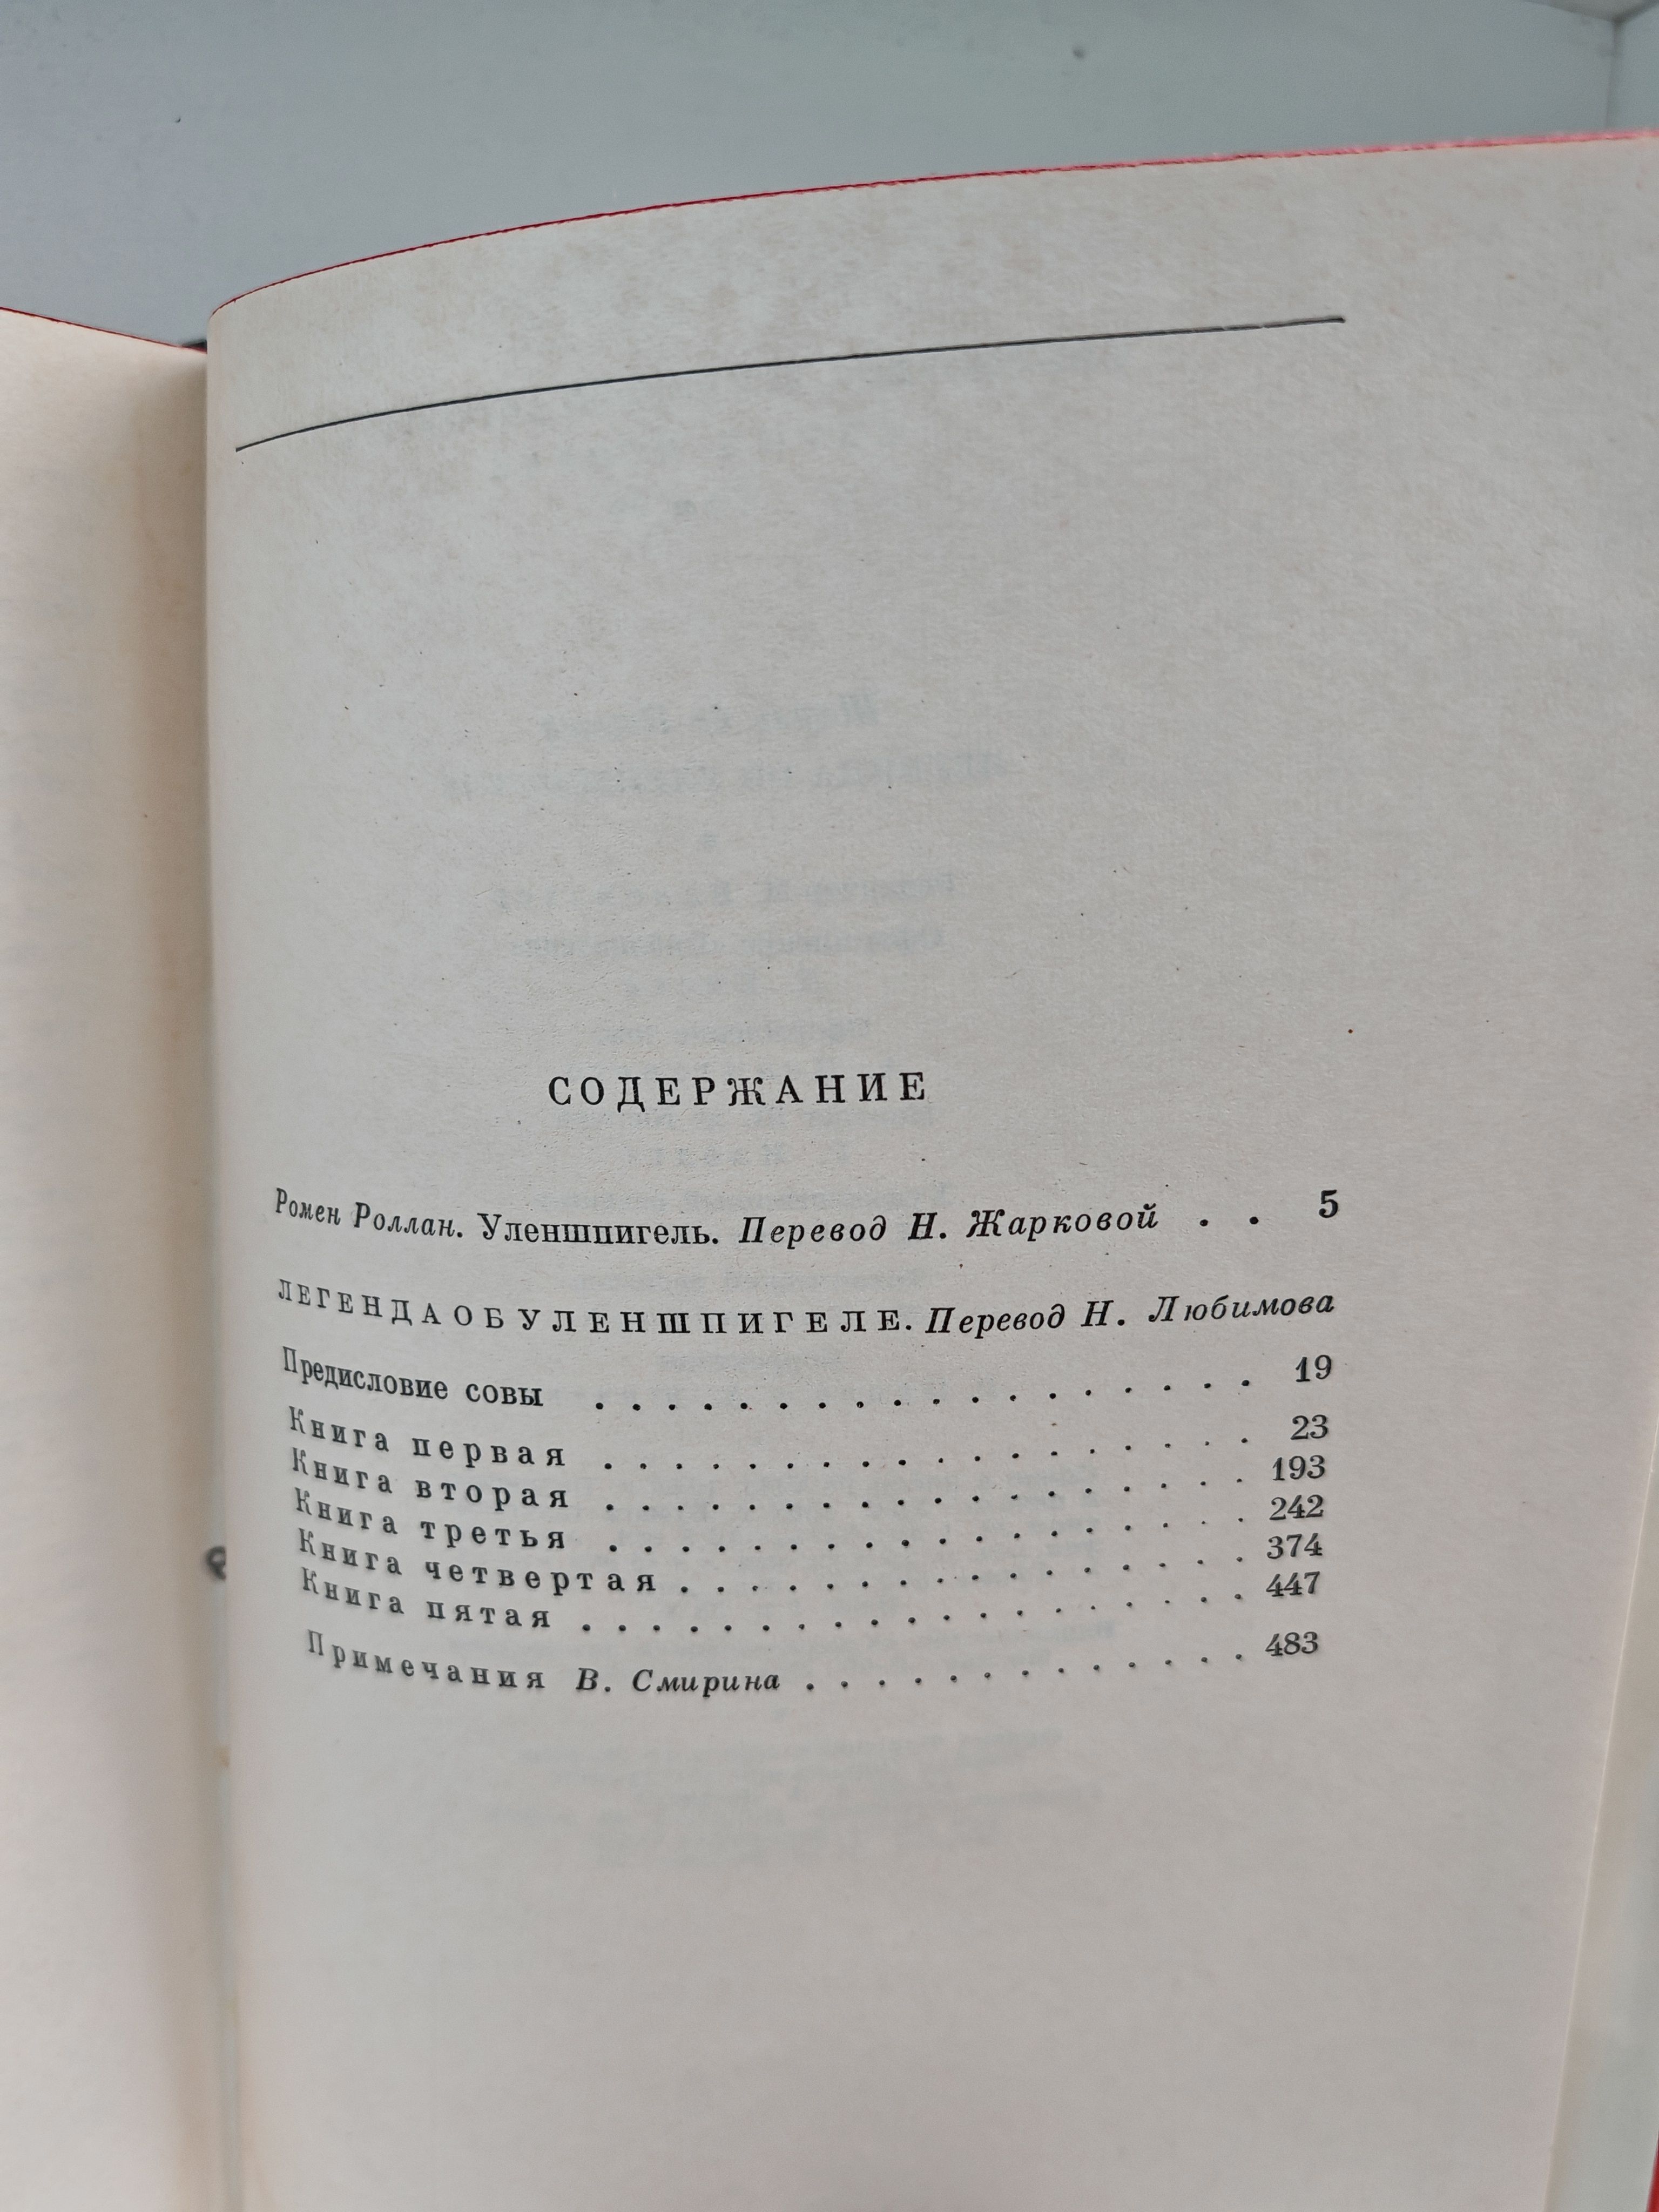 СОДЕРЖАНИЕ
Ромен Роллан. Уленшпигель. Перевод Н. Жарковой . . 5
ЛЕГЕНДА ОБ УЛЕНШПИГЕЛЕ. Перевод Н. Любимова
Предисловие совы . . . . . . . . . . . . . . . . . . 19
Книга первая . . . . . . . . . . . . . . . . . . 23
Книга вторая . . . . . . . . . . . . . . . . . . 193
Книга третья . . . . . . . . . . . . . . . . . . 242
Книга четвертая . . . . . . . . . . . . . . . . 374
Книга пятая . . . . . . . . . . . . . . . . . . . 447
Примечания В. Смирина . . . . . . . . . . . . . 483